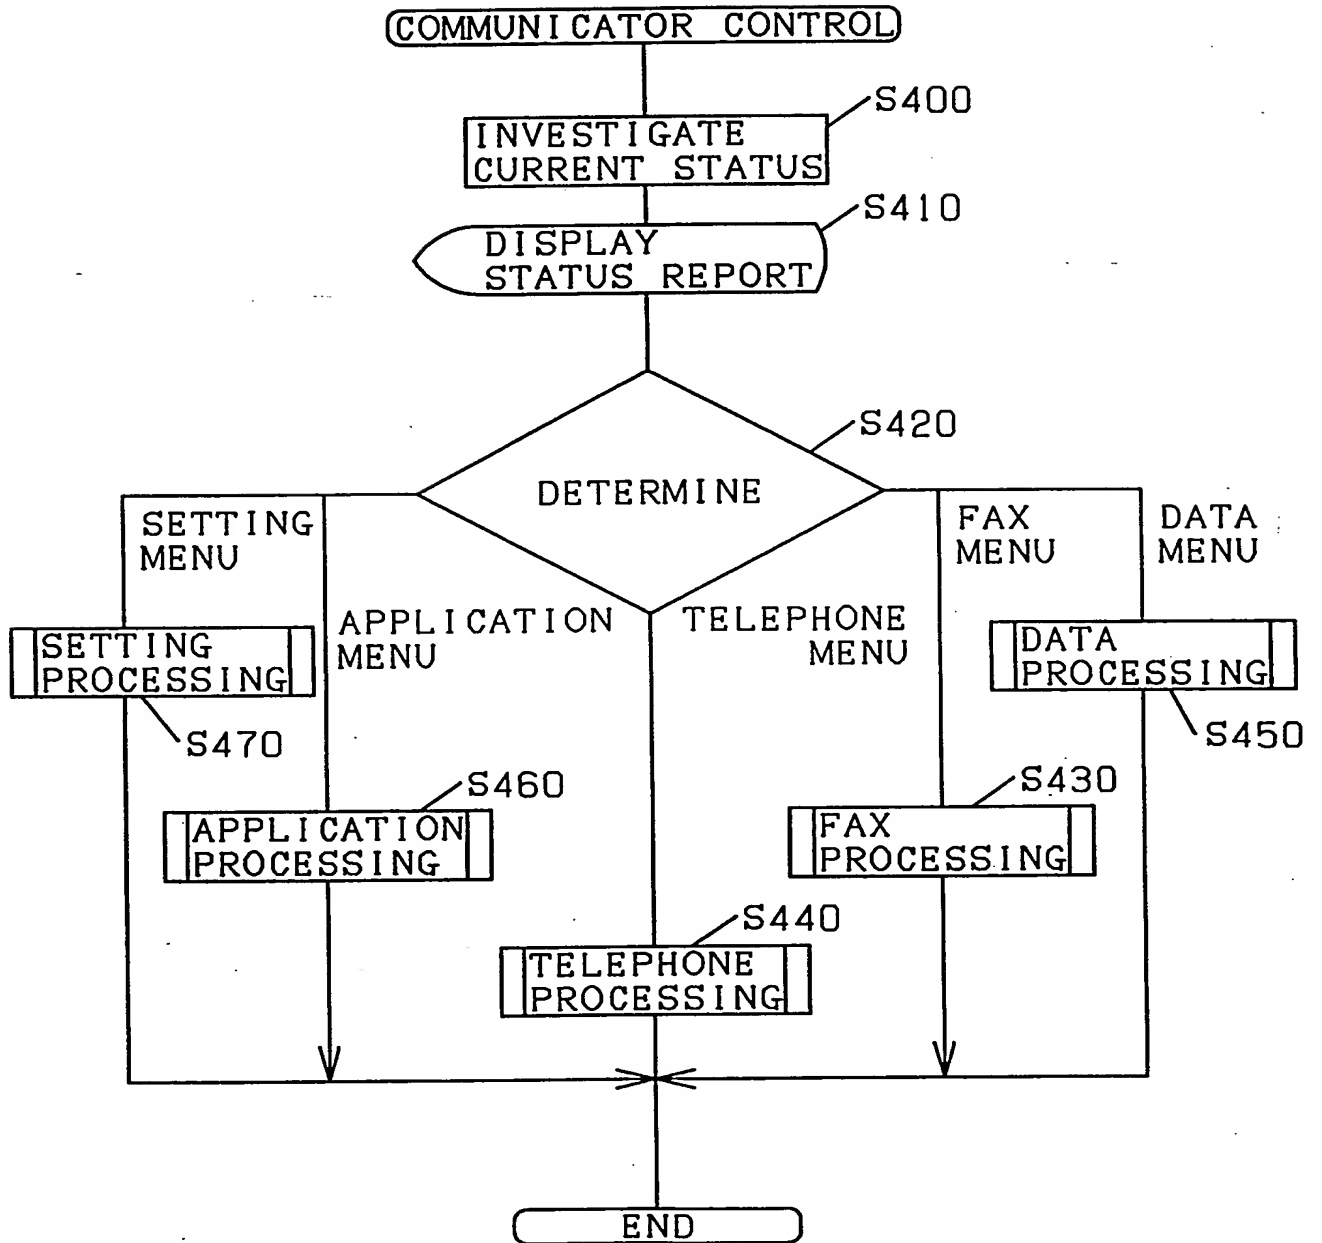 COMMUNICATOR CONTROL
S400
INVESTIGATE
CURRENT STATUS
S410
DISPLAY
STATUS REPORT
S420
DETERMINE
SETTING
MENU
FAX
MENU
DATA
MENU
APPLICATION
MENU
TELEPHONE
MENU
SETTING
PROCESSING
DATA
PROCESSING
S470
S450
S460
S430
APPLICATION
PROCESSING
FAX
PROCESSING
S440
TELEPHONE
PROCESSING
END